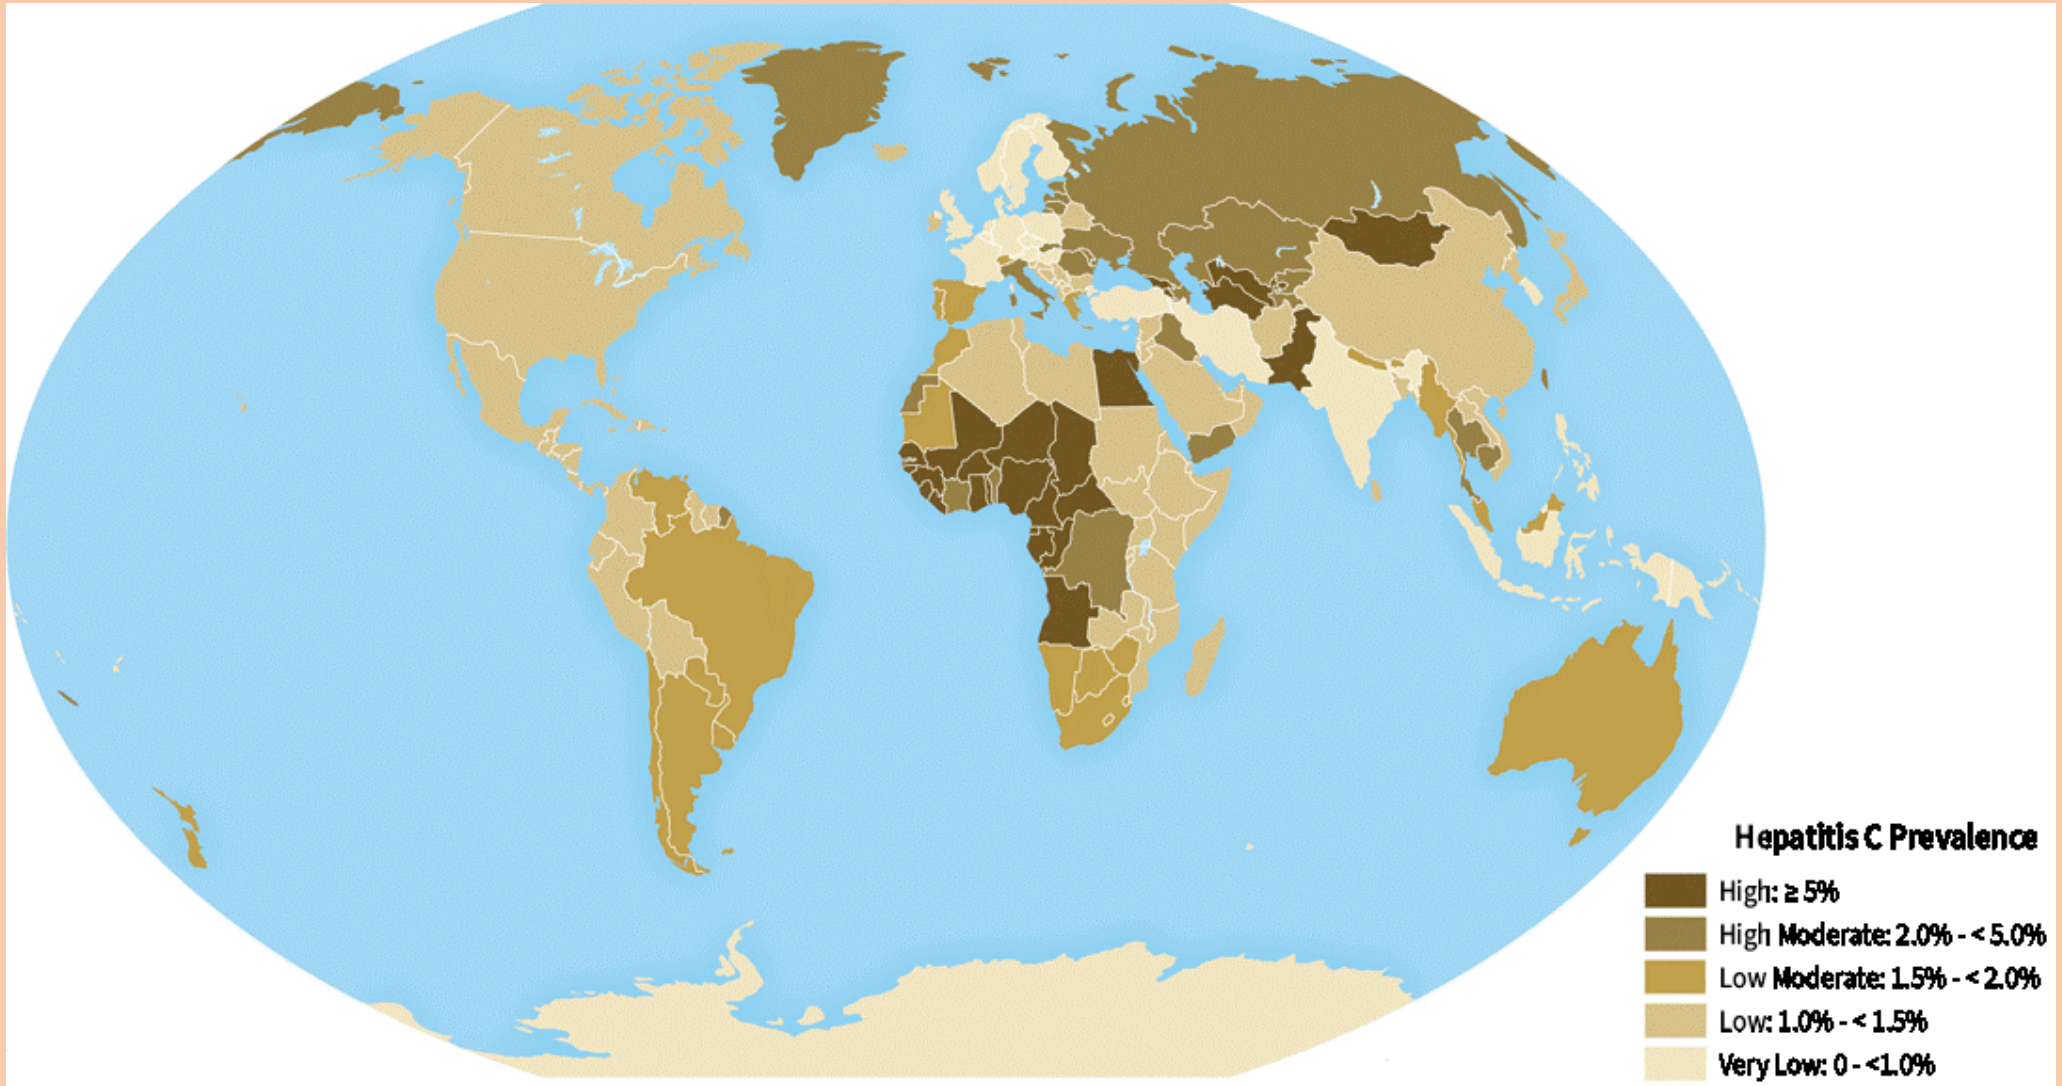 Hepatitis C Prevalence
High: ≥ 5%
High Moderate: 2.0% - < 5.0%
Low Moderate: 1.5% - < 2.0%
Low: 1.0% - < 1.5%
Very Low: 0 - <1.0%